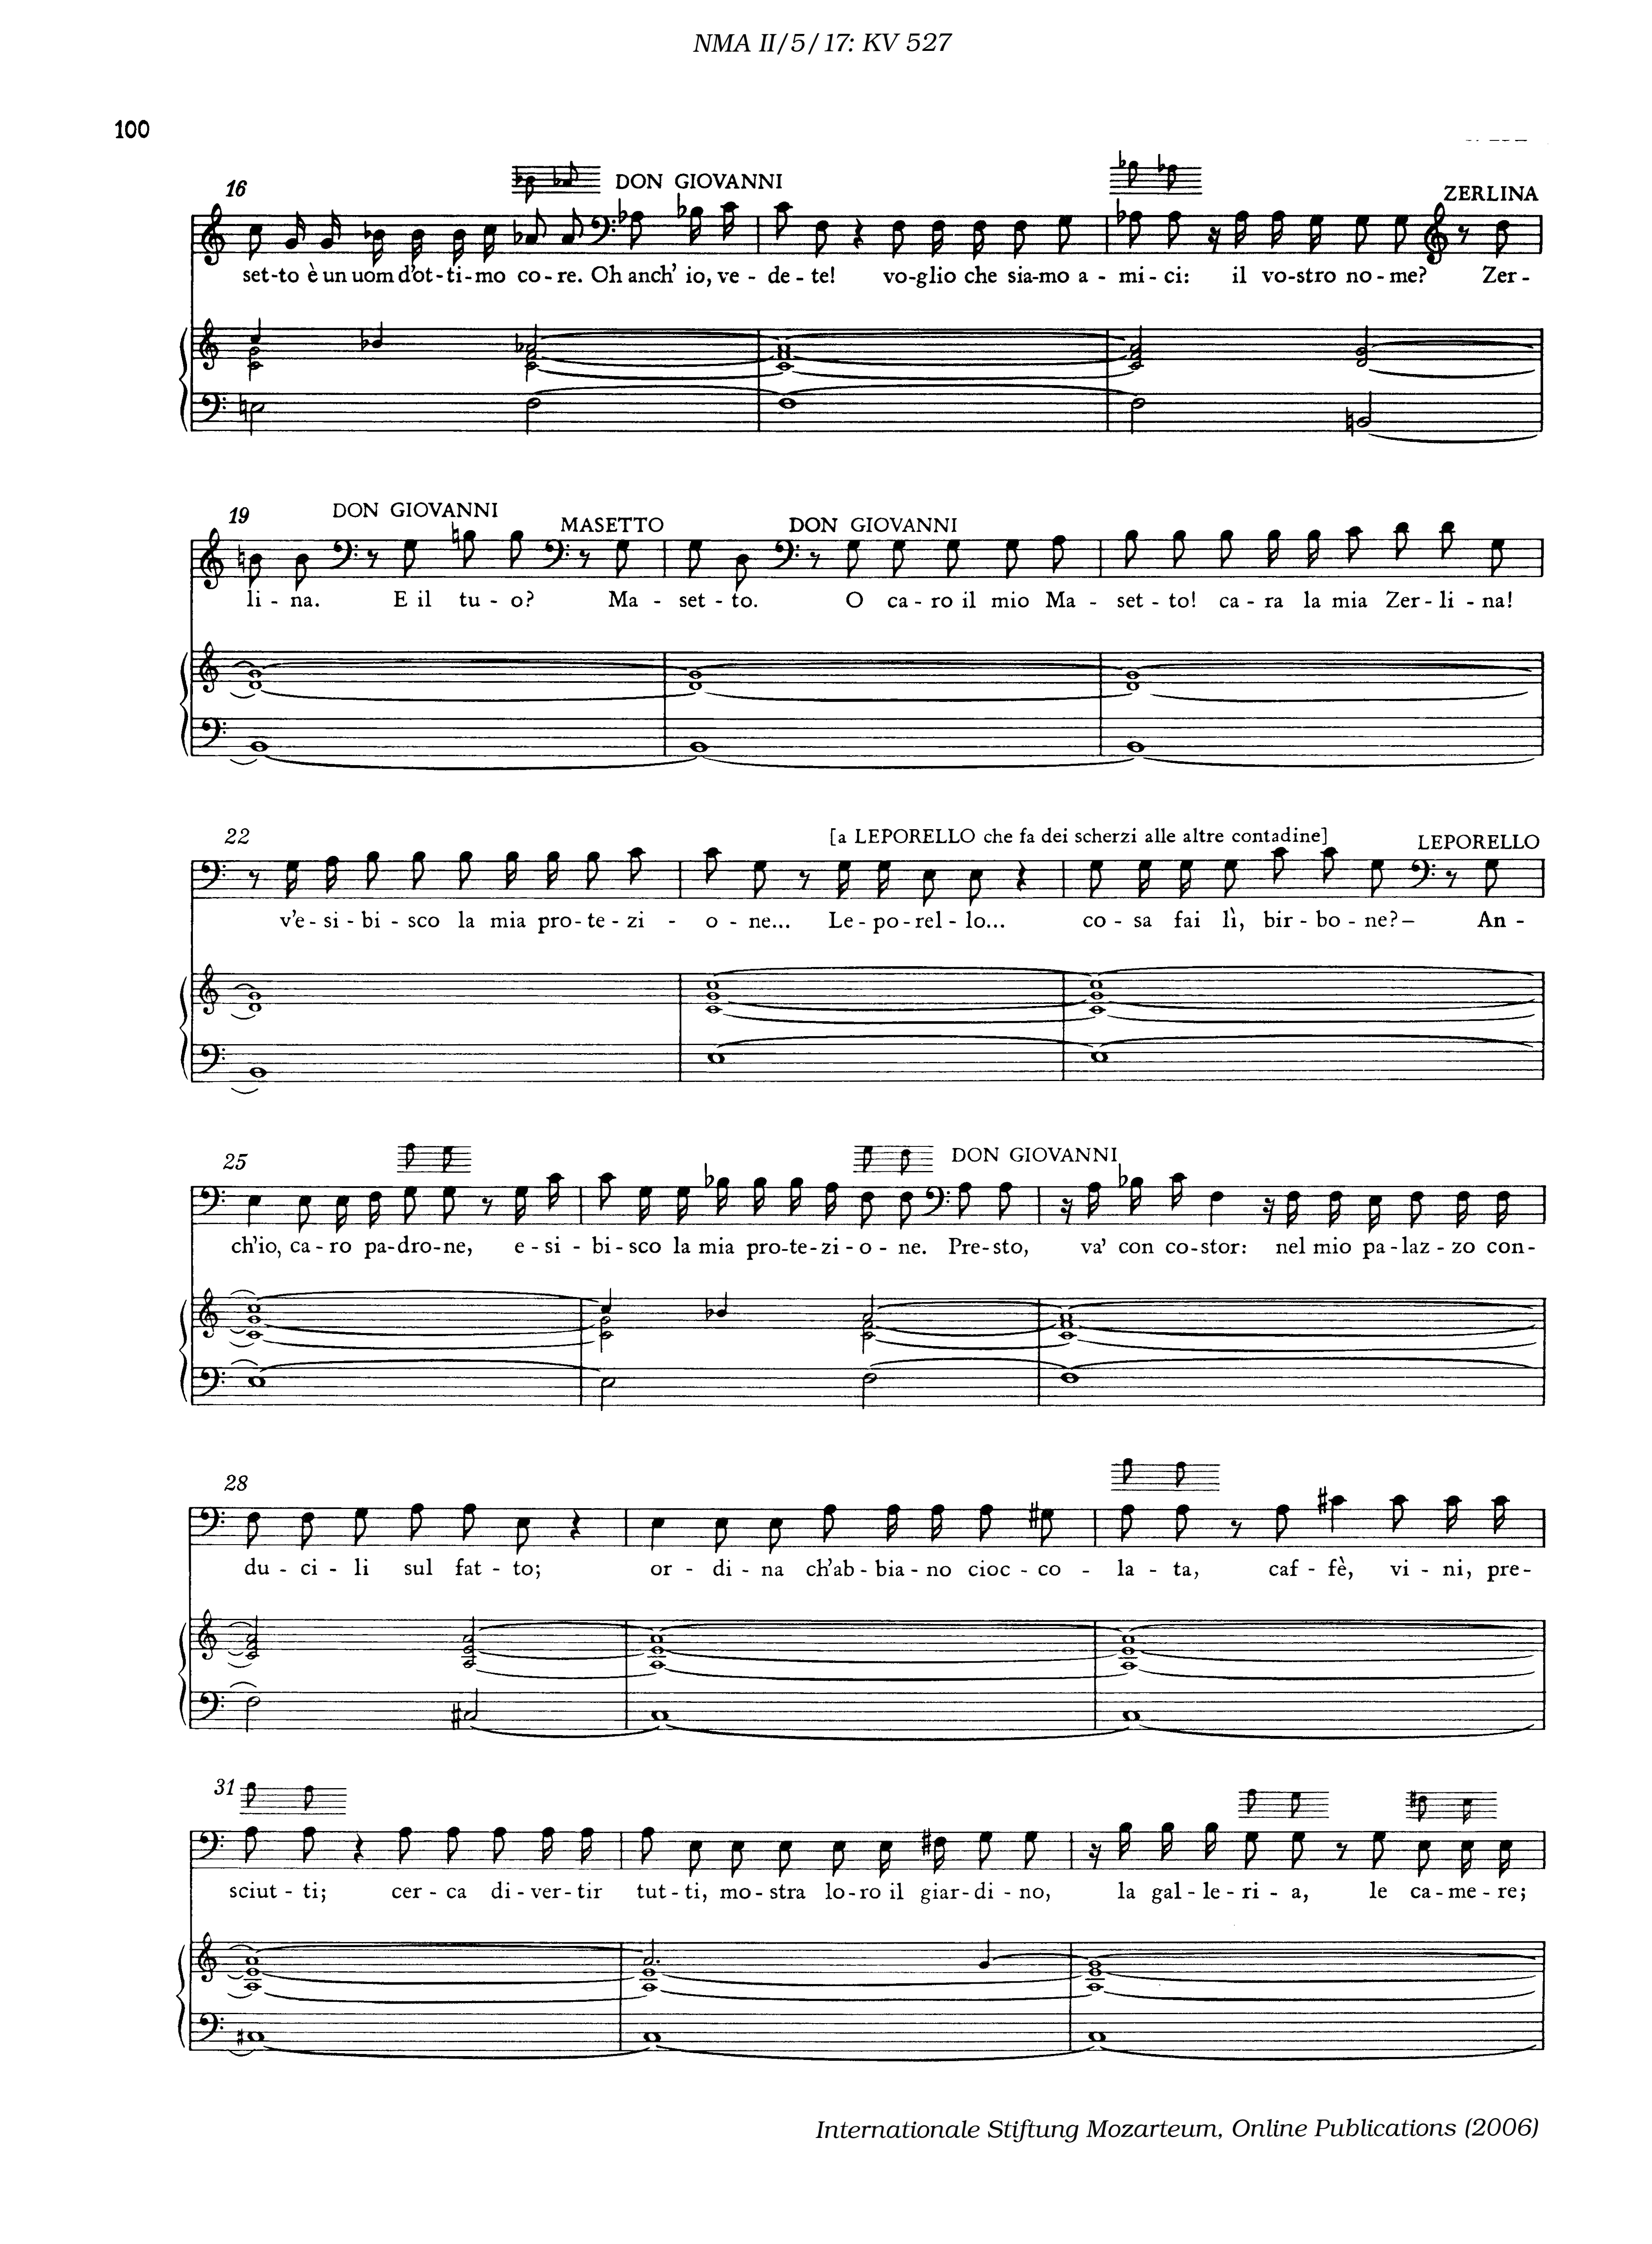 NMA II/5/17: KV 527
100
16 DON GIOVANNI ZERLINA
set-to è un uom d'ot-ti-mo co-re. Oh anch' io, ve-de-te! vo-glio che sia-mo a-mi-ci: il vo-stro no-me? Zer-
19 DON GIOVANNI MASETTO DON GIOVANNI
li-na. E il tu-o? Ma-set-to. O ca-ro il mio Ma-set-to! ca-ra la mia Zer-li-na!
22 [a LEPORELLO che fa dei scherzi alle altre contadine] LEPORELLO
v'e-si-bi-sco la mia pro-te-zi-o-ne... Le-po-rel-lo... co-sa fai lì, bir-bo-ne?– An-
25 DON GIOVANNI
ch'io, ca-ro pa-dro-ne, e-si-bi-sco la mia pro-te-zi-o-ne. Pre-sto, va' con co-stor: nel mio pa-laz-zo con-
28
du-ci-li sul fat-to; or-di-na ch'ab-bia-no cioc-co-la-ta, caf-fè, vi-ni, pre-
31
sciut-ti; cer-ca di-ver-tir tut-ti, mo-stra lo-ro il giar-di-no, la gal-le-ri-a, le ca-me-re;
Internationale Stiftung Mozarteum, Online Publications (2006)